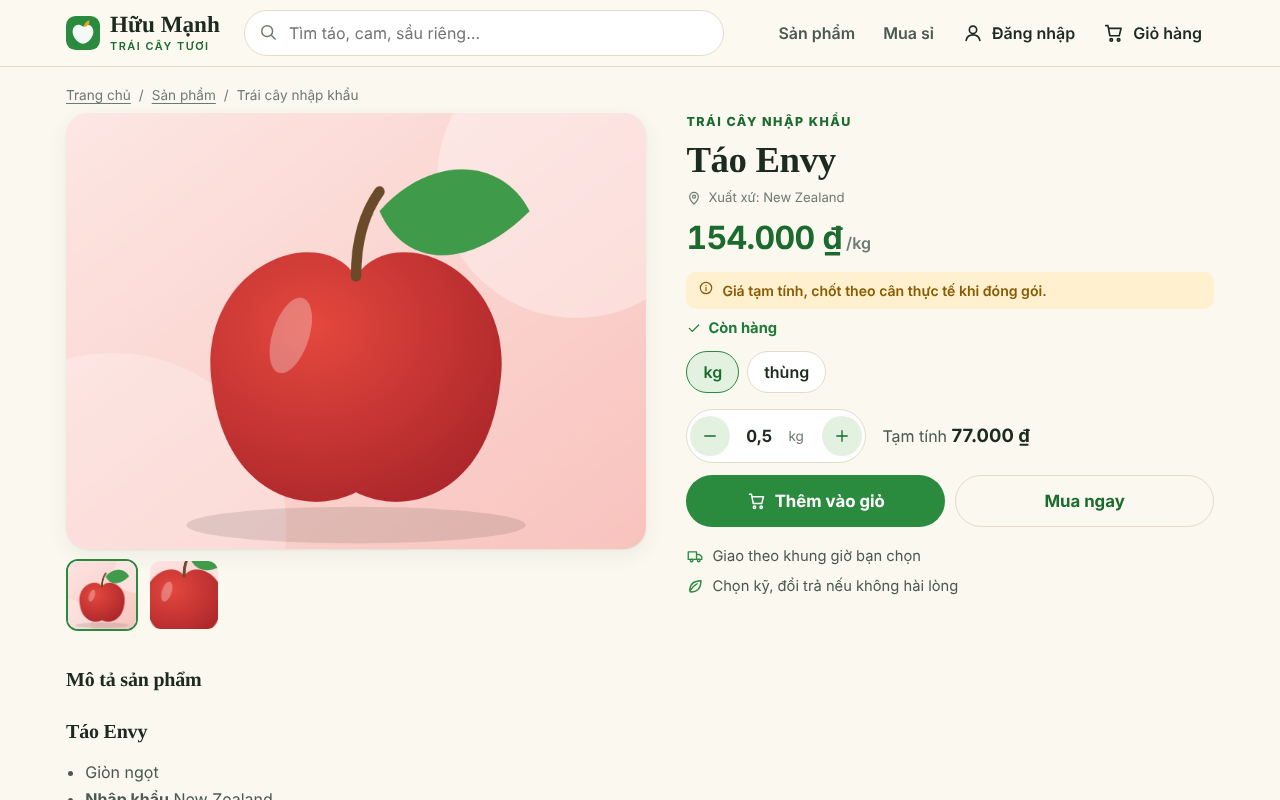 Hữu Mạnh
TRÁI CÂY TƯƠI
Tìm táo, cam, sầu riêng...
Sản phẩm
Mua sỉ
Đăng nhập
Giỏ hàng
Trang chủ / Sản phẩm / Trái cây nhập khẩu
TRÁI CÂY NHẬP KHẨU
Táo Envy
Xuất xứ: New Zealand
154.000 ₫/kg
Giá tạm tính, chốt theo cân thực tế khi đóng gói.
Còn hàng
kg
thùng
0,5 kg
Tạm tính 77.000 ₫
Thêm vào giỏ
Mua ngay
Giao theo khung giờ bạn chọn
Chọn kỹ, đổi trả nếu không hài lòng
Mô tả sản phẩm
Táo Envy
• Giòn ngọt
• Nhập khẩu New Zealand